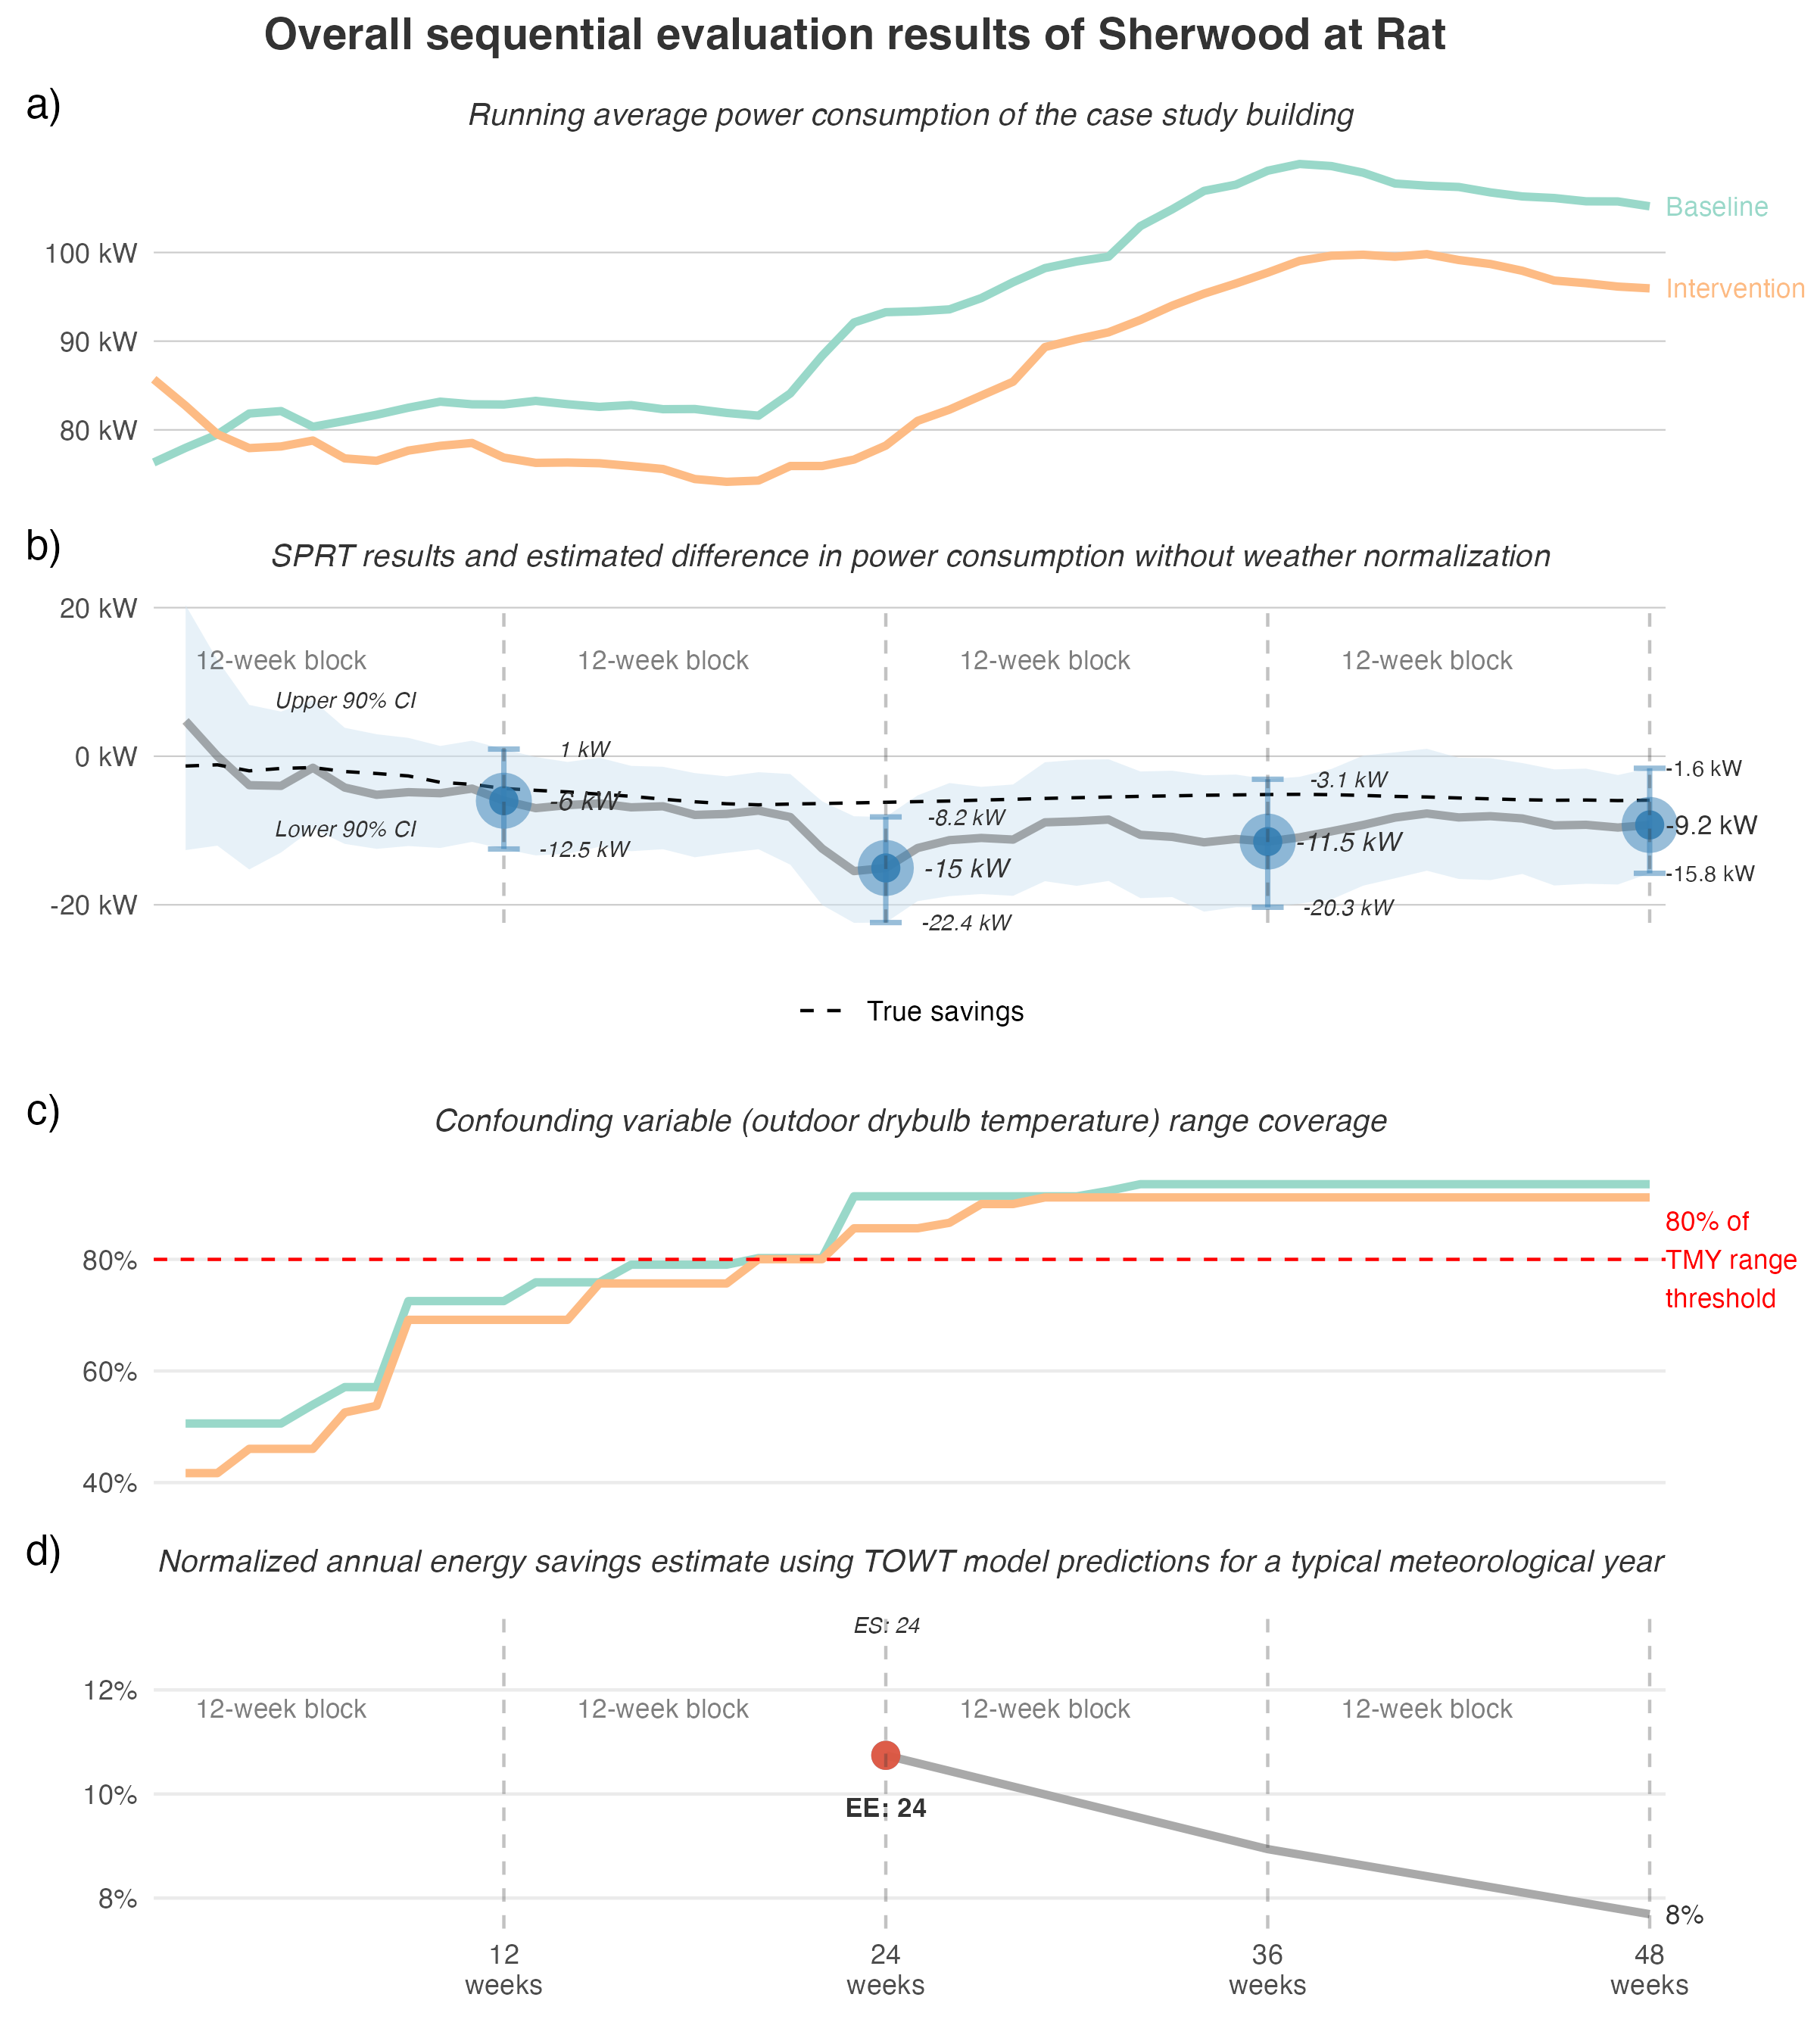 Overall sequential evaluation results of Sherwood at Rat
a)
Running average power consumption of the case study building
100 kW
90 kW
80 kW
Baseline
Intervention
b)
SPRT results and estimated difference in power consumption without weather normalization
20 kW
0 kW
-20 kW
12-week block
12-week block
12-week block
12-week block
Upper 90% CI
Lower 90% CI
1 kW
-6 kW
-12.5 kW
-8.2 kW
-15 kW
-22.4 kW
-3.1 kW
-11.5 kW
-20.3 kW
-1.6 kW
-9.2 kW
-15.8 kW
True savings
c)
Confounding variable (outdoor drybulb temperature) range coverage
80%
60%
40%
80% of
TMY range
threshold
d)
Normalized annual energy savings estimate using TOWT model predictions for a typical meteorological year
ES: 24
12%
10%
8%
12-week block
12-week block
12-week block
12-week block
EE: 24
8%
12
weeks
24
weeks
36
weeks
48
weeks